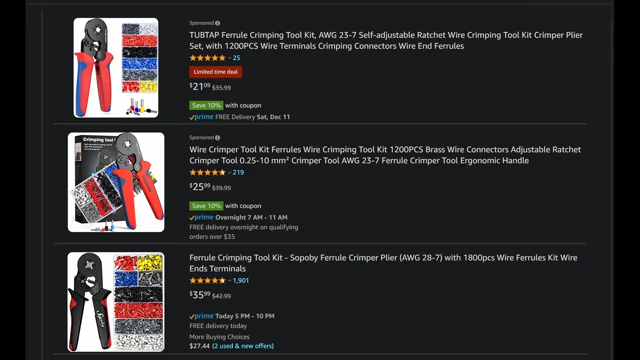 Sponsored
TUBTAP Ferrule Crimping Tool Kit, AWG 23-7 Self-adjustable Ratchet Wire Crimping Tool Kit Crimper Plier
Set, with 1200PCS Wire Terminals Crimping Connectors Wire End Ferrules
25
Limited time deal
$2109 $35.99
Save 10% with coupon
prime FREE Delivery Sat, Dec 11
Sponsored
Crimping tool
Wire Crimper Tool Kit Ferrules Wire Crimping Tool Kit 1200PCS Brass Wire Connectors Adjustable Ratchet
Crimper Tool 0.25-10 mm² Crimper Tool AWG 23-7 Ferrule Crimper Tool Ergonomic Handle
219
$2599 $39.99
Save 10% with coupon
prime Overnight 7 AM - 11 AM
FREE delivery overnight on qualifying
orders over $35
Ferrule Crimping Tool Kit - Sopoby Ferrule Crimper Plier (AWG 28-7) with 1800pcs Wire Ferrules Kit Wire
Ends Terminals
1,901
$3599 $42.99
prime Today 5 PM - 10 PM
FREE delivery today
More Buying Choices
$27.44 (2 used & new offers)